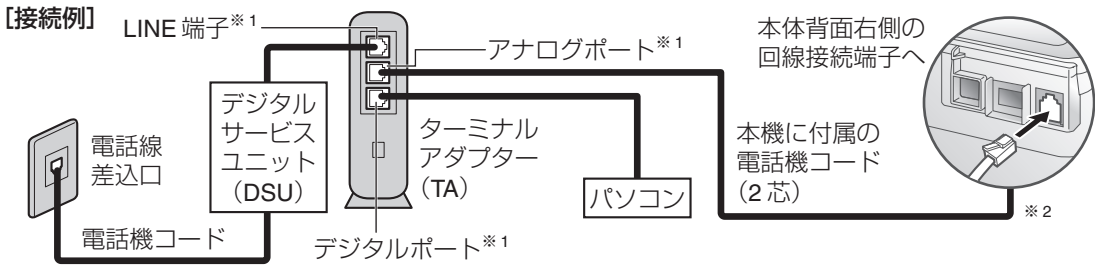 [接続例]
LINE 端子※1
アナログポート※1
本体背面右側の
回線接続端子へ
デジタル
サービス
ユニット
（DSU）
電話線
差込口
ターミナル
アダプター
（TA）
本機に付属の
電話機コード
（2 芯）
パソコン
※2
電話機コード
デジタルポート※1